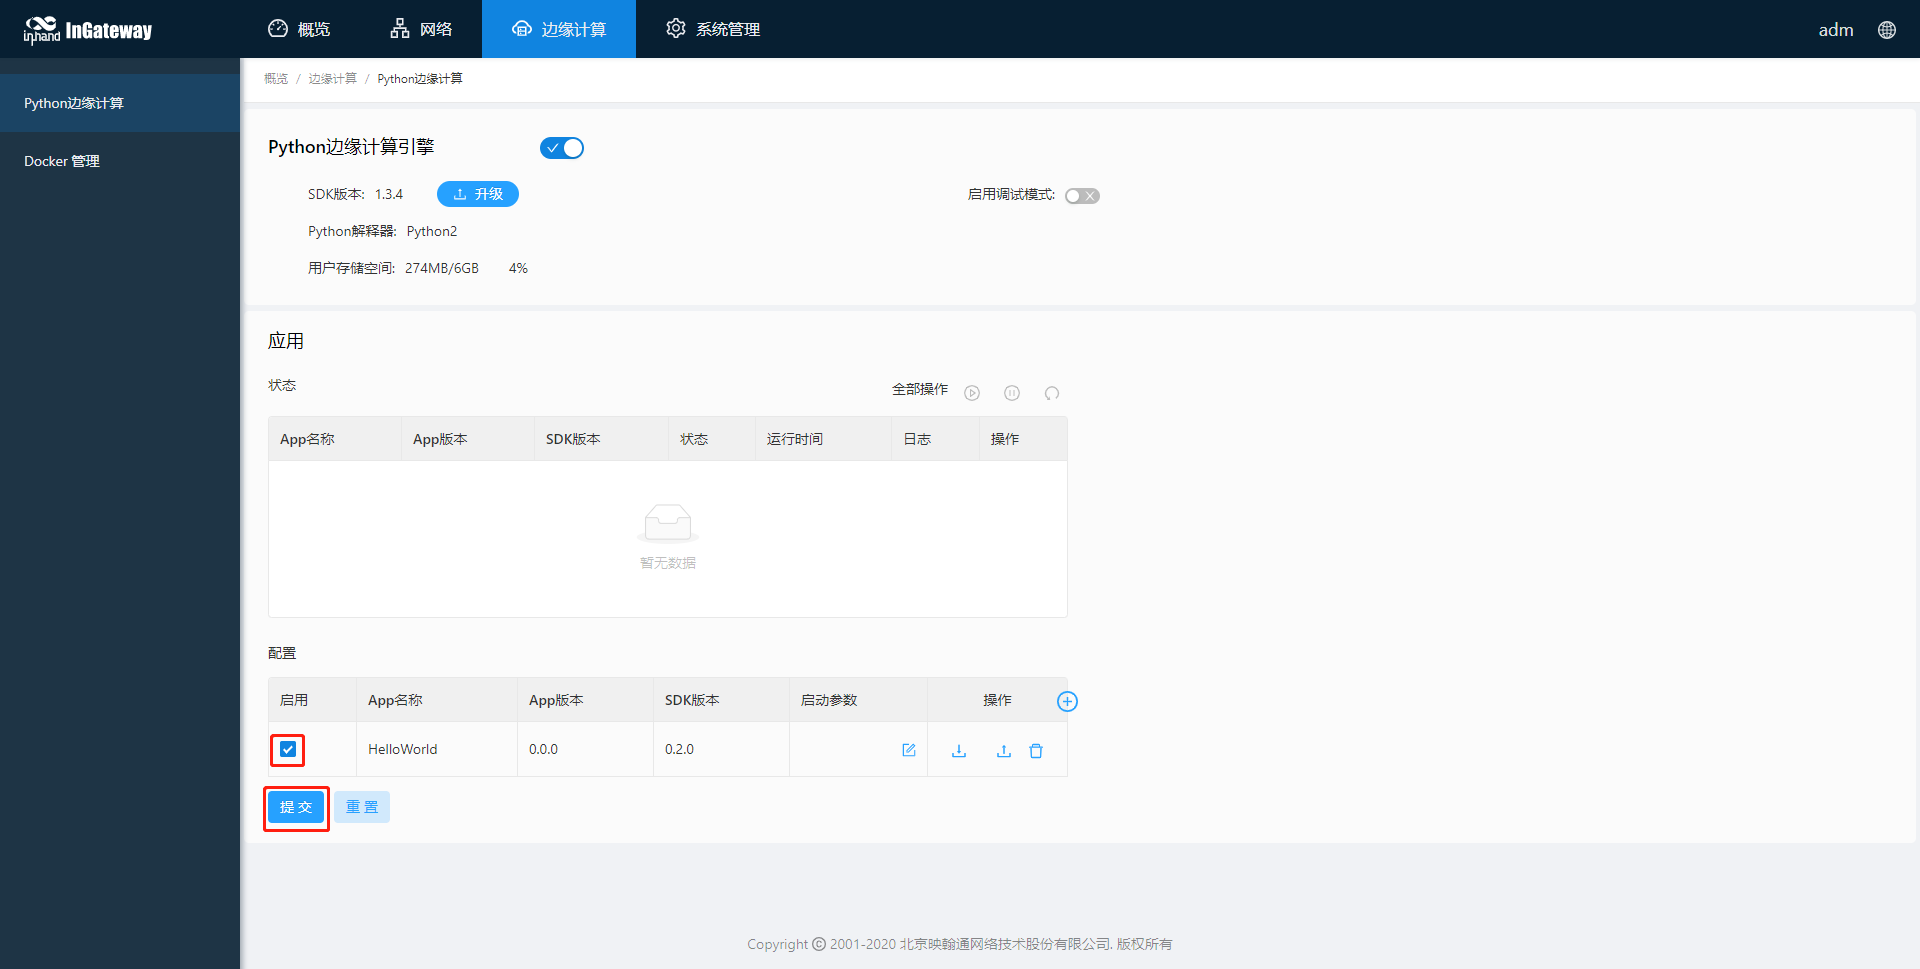 inhand InGateway 概览 网络 边缘计算 系统管理 adm
概览 / 边缘计算 / Python边缘计算
Python边缘计算
Docker 管理
Python边缘计算引擎
SDK版本: 1.3.4 升级 启用调试模式:
Python解释器: Python2
用户存储空间: 274MB/6GB 4%
应用
状态 全部操作
App名称 App版本 SDK版本 状态 运行时间 日志 操作
暂无数据
配置
启用 App名称 App版本 SDK版本 启动参数 操作
HelloWorld 0.0.0 0.2.0
提交 重置
Copyright © 2001-2020 北京映翰通网络技术股份有限公司. 版权所有